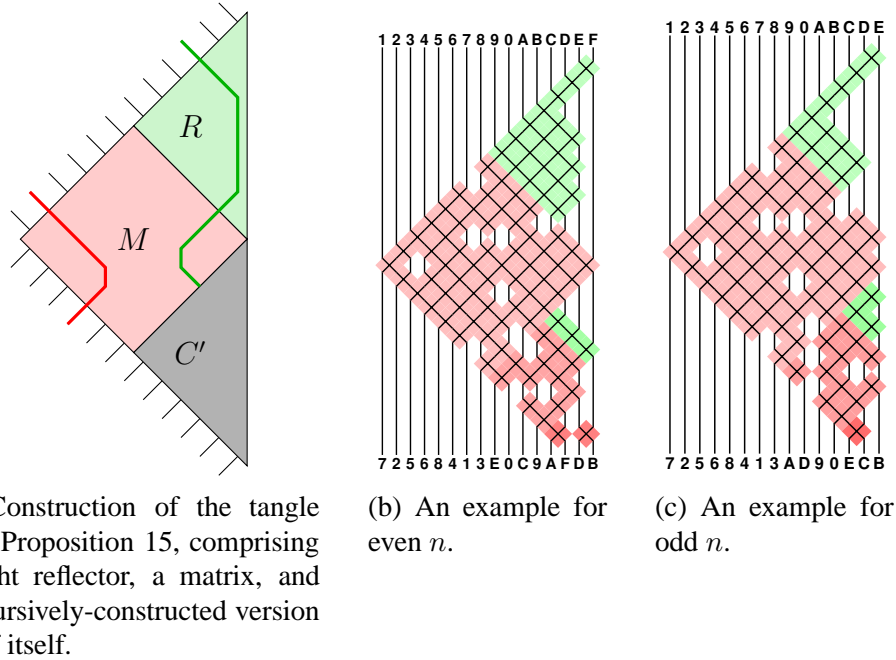 R
M
C′
1 2 3 4 5 6 7 8 9 0 A B C D E F
7 2 5 6 8 4 1 3 E 0 C 9 A F D B
1 2 3 4 5 6 7 8 9 0 A B C D E
7 2 5 6 8 4 1 3 A D 9 0 E C B
Construction of the tangle
Proposition 15, comprising
ht reflector, a matrix, and
ursively-constructed version
itself.
(b) An example for
even n.
(c) An example for
odd n.